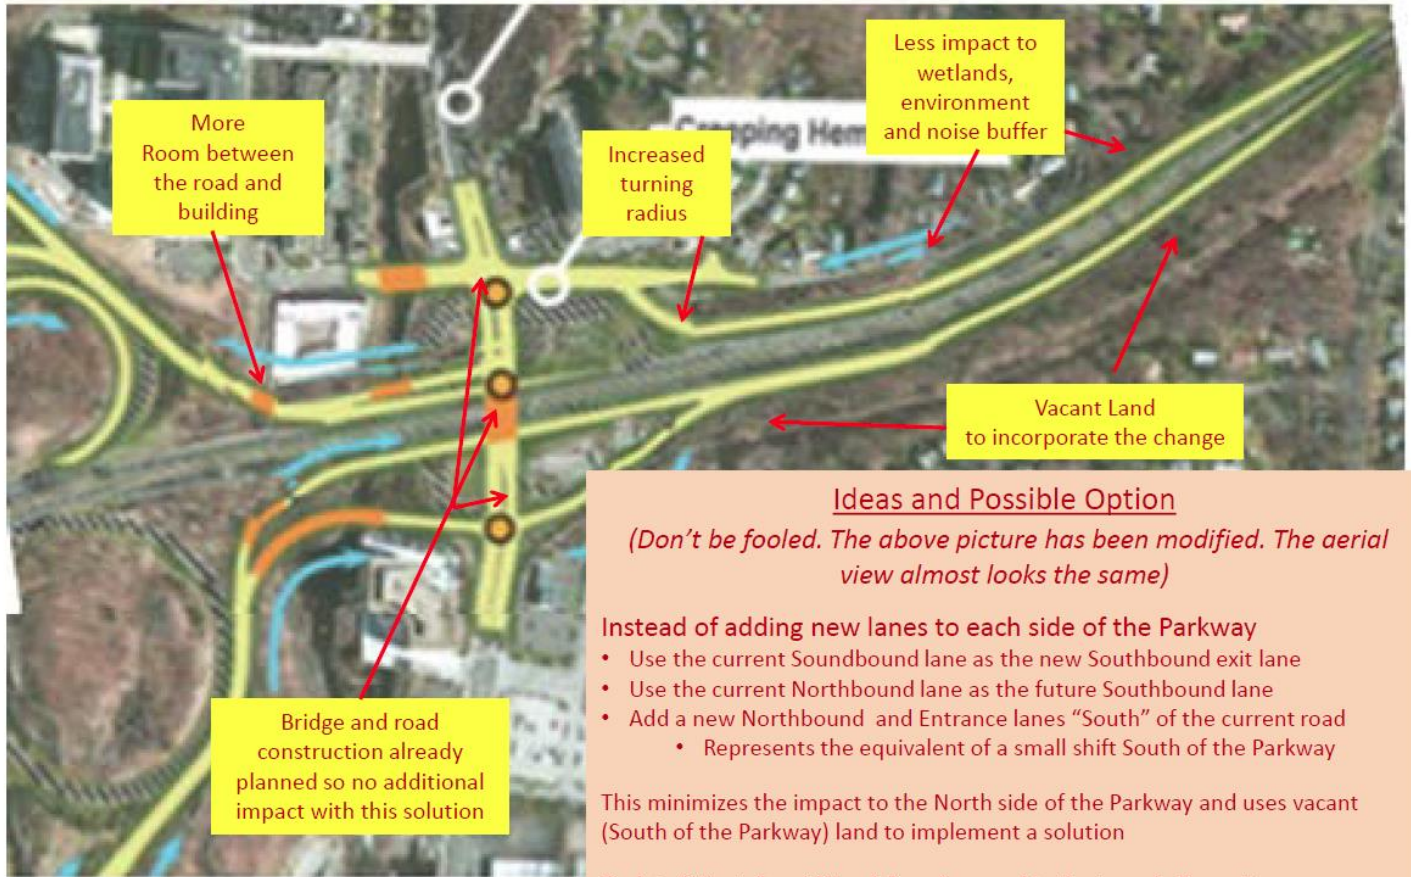 Less impact to
wetlands,
environment
and noise buffer
More
Room between
the road and
building
Creeping Hem
Increased
turning
radius
Vacant Land
to incorporate the change
Bridge and road
construction already
planned so no additional
impact with this solution
Ideas and Possible Option
(Don't be fooled. The above picture has been modified. The aerial
view almost looks the same)
Instead of adding new lanes to each side of the Parkway
• Use the current Soundbound lane as the new Southbound exit lane
• Use the current Northbound lane as the future Southbound lane
• Add a new Northbound and Entrance lanes “South” of the current road
• Represents the equivalent of a small shift South of the Parkway
This minimizes the impact to the North side of the Parkway and uses vacant
(South of the Parkway) land to implement a solution